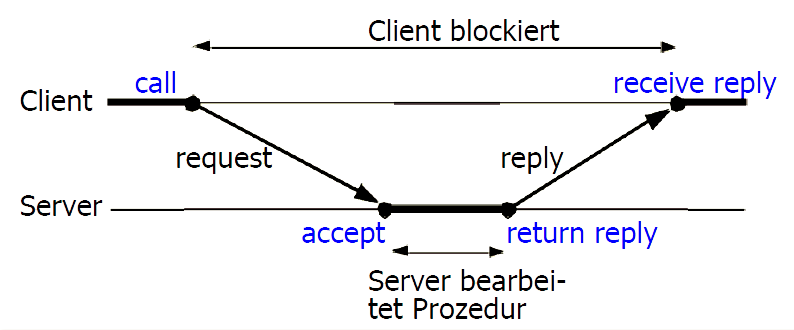 Client blockiert
call
receive reply
Client
request
reply
Server
accept
return reply
Server bearbei-
tet Prozedur